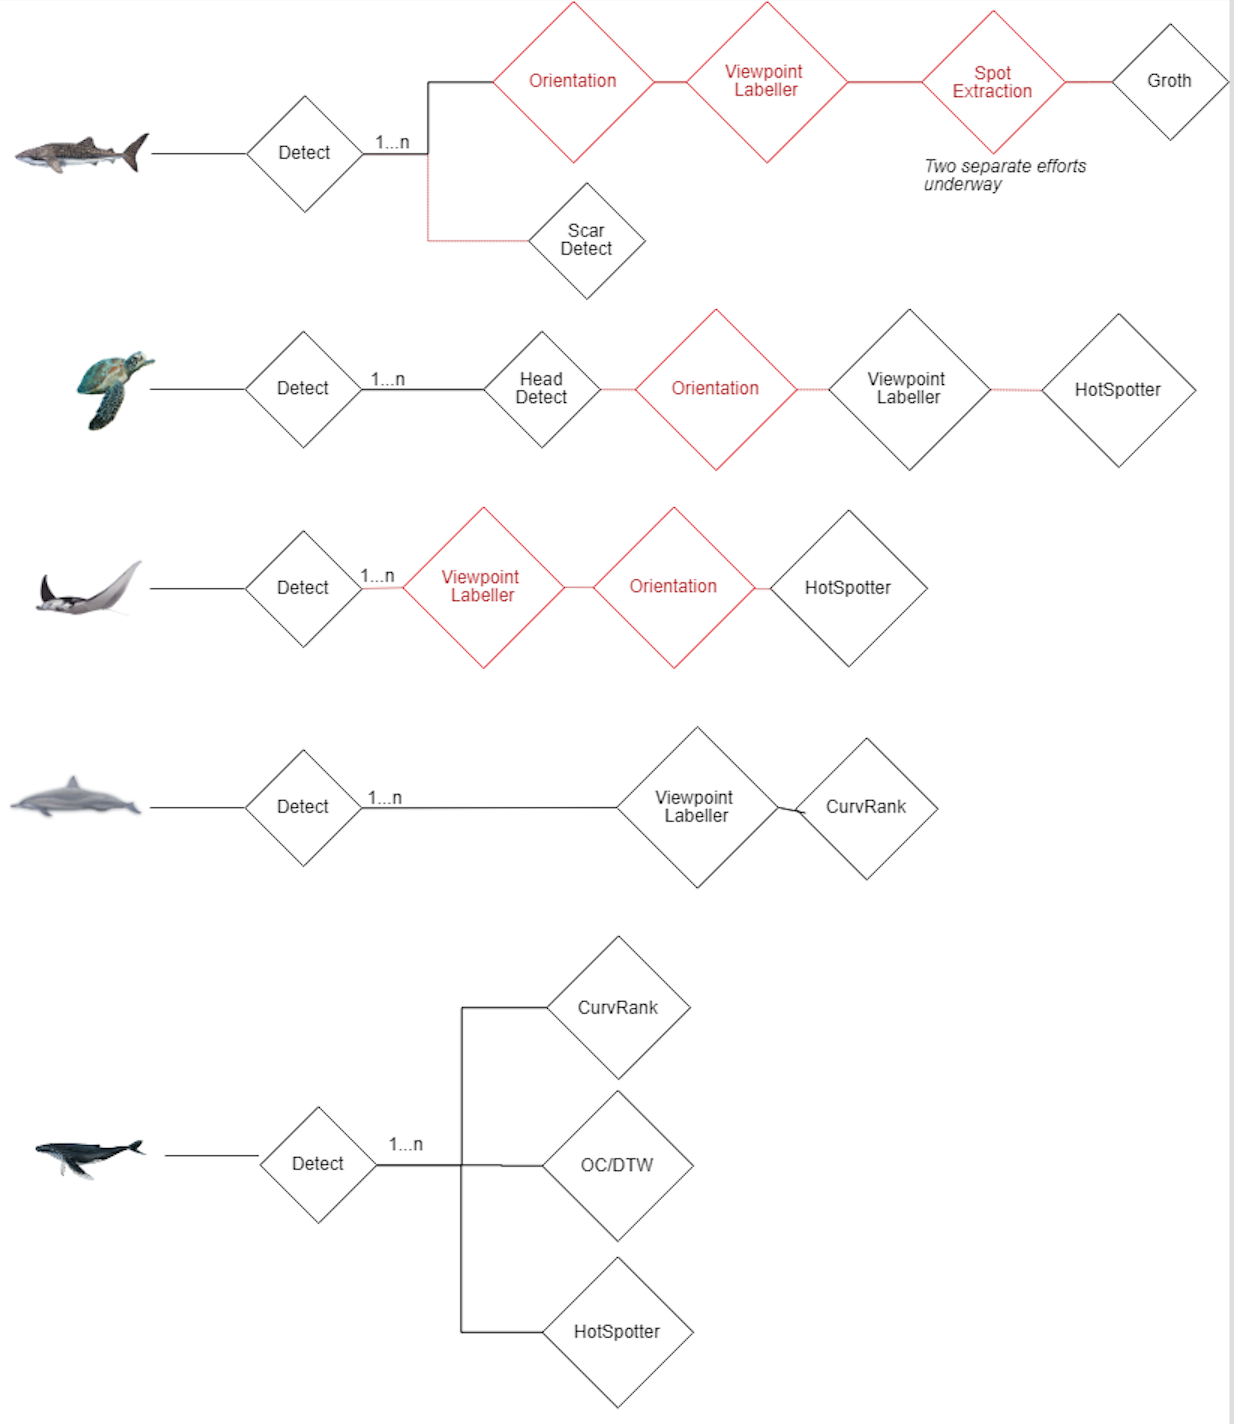 Orientation
Viewpoint
Labeller
Spot
Extraction
Groth
Detect
1...n
Two separate efforts
underway
Scar
Detect
Detect
1...n
Head
Detect
Orientation
Viewpoint
Labeller
HotSpotter
Detect
1...n
Viewpoint
Labeller
Orientation
HotSpotter
Detect
1...n
Viewpoint
Labeller
CurvRank
CurvRank
Detect
1...n
OC/DTW
HotSpotter